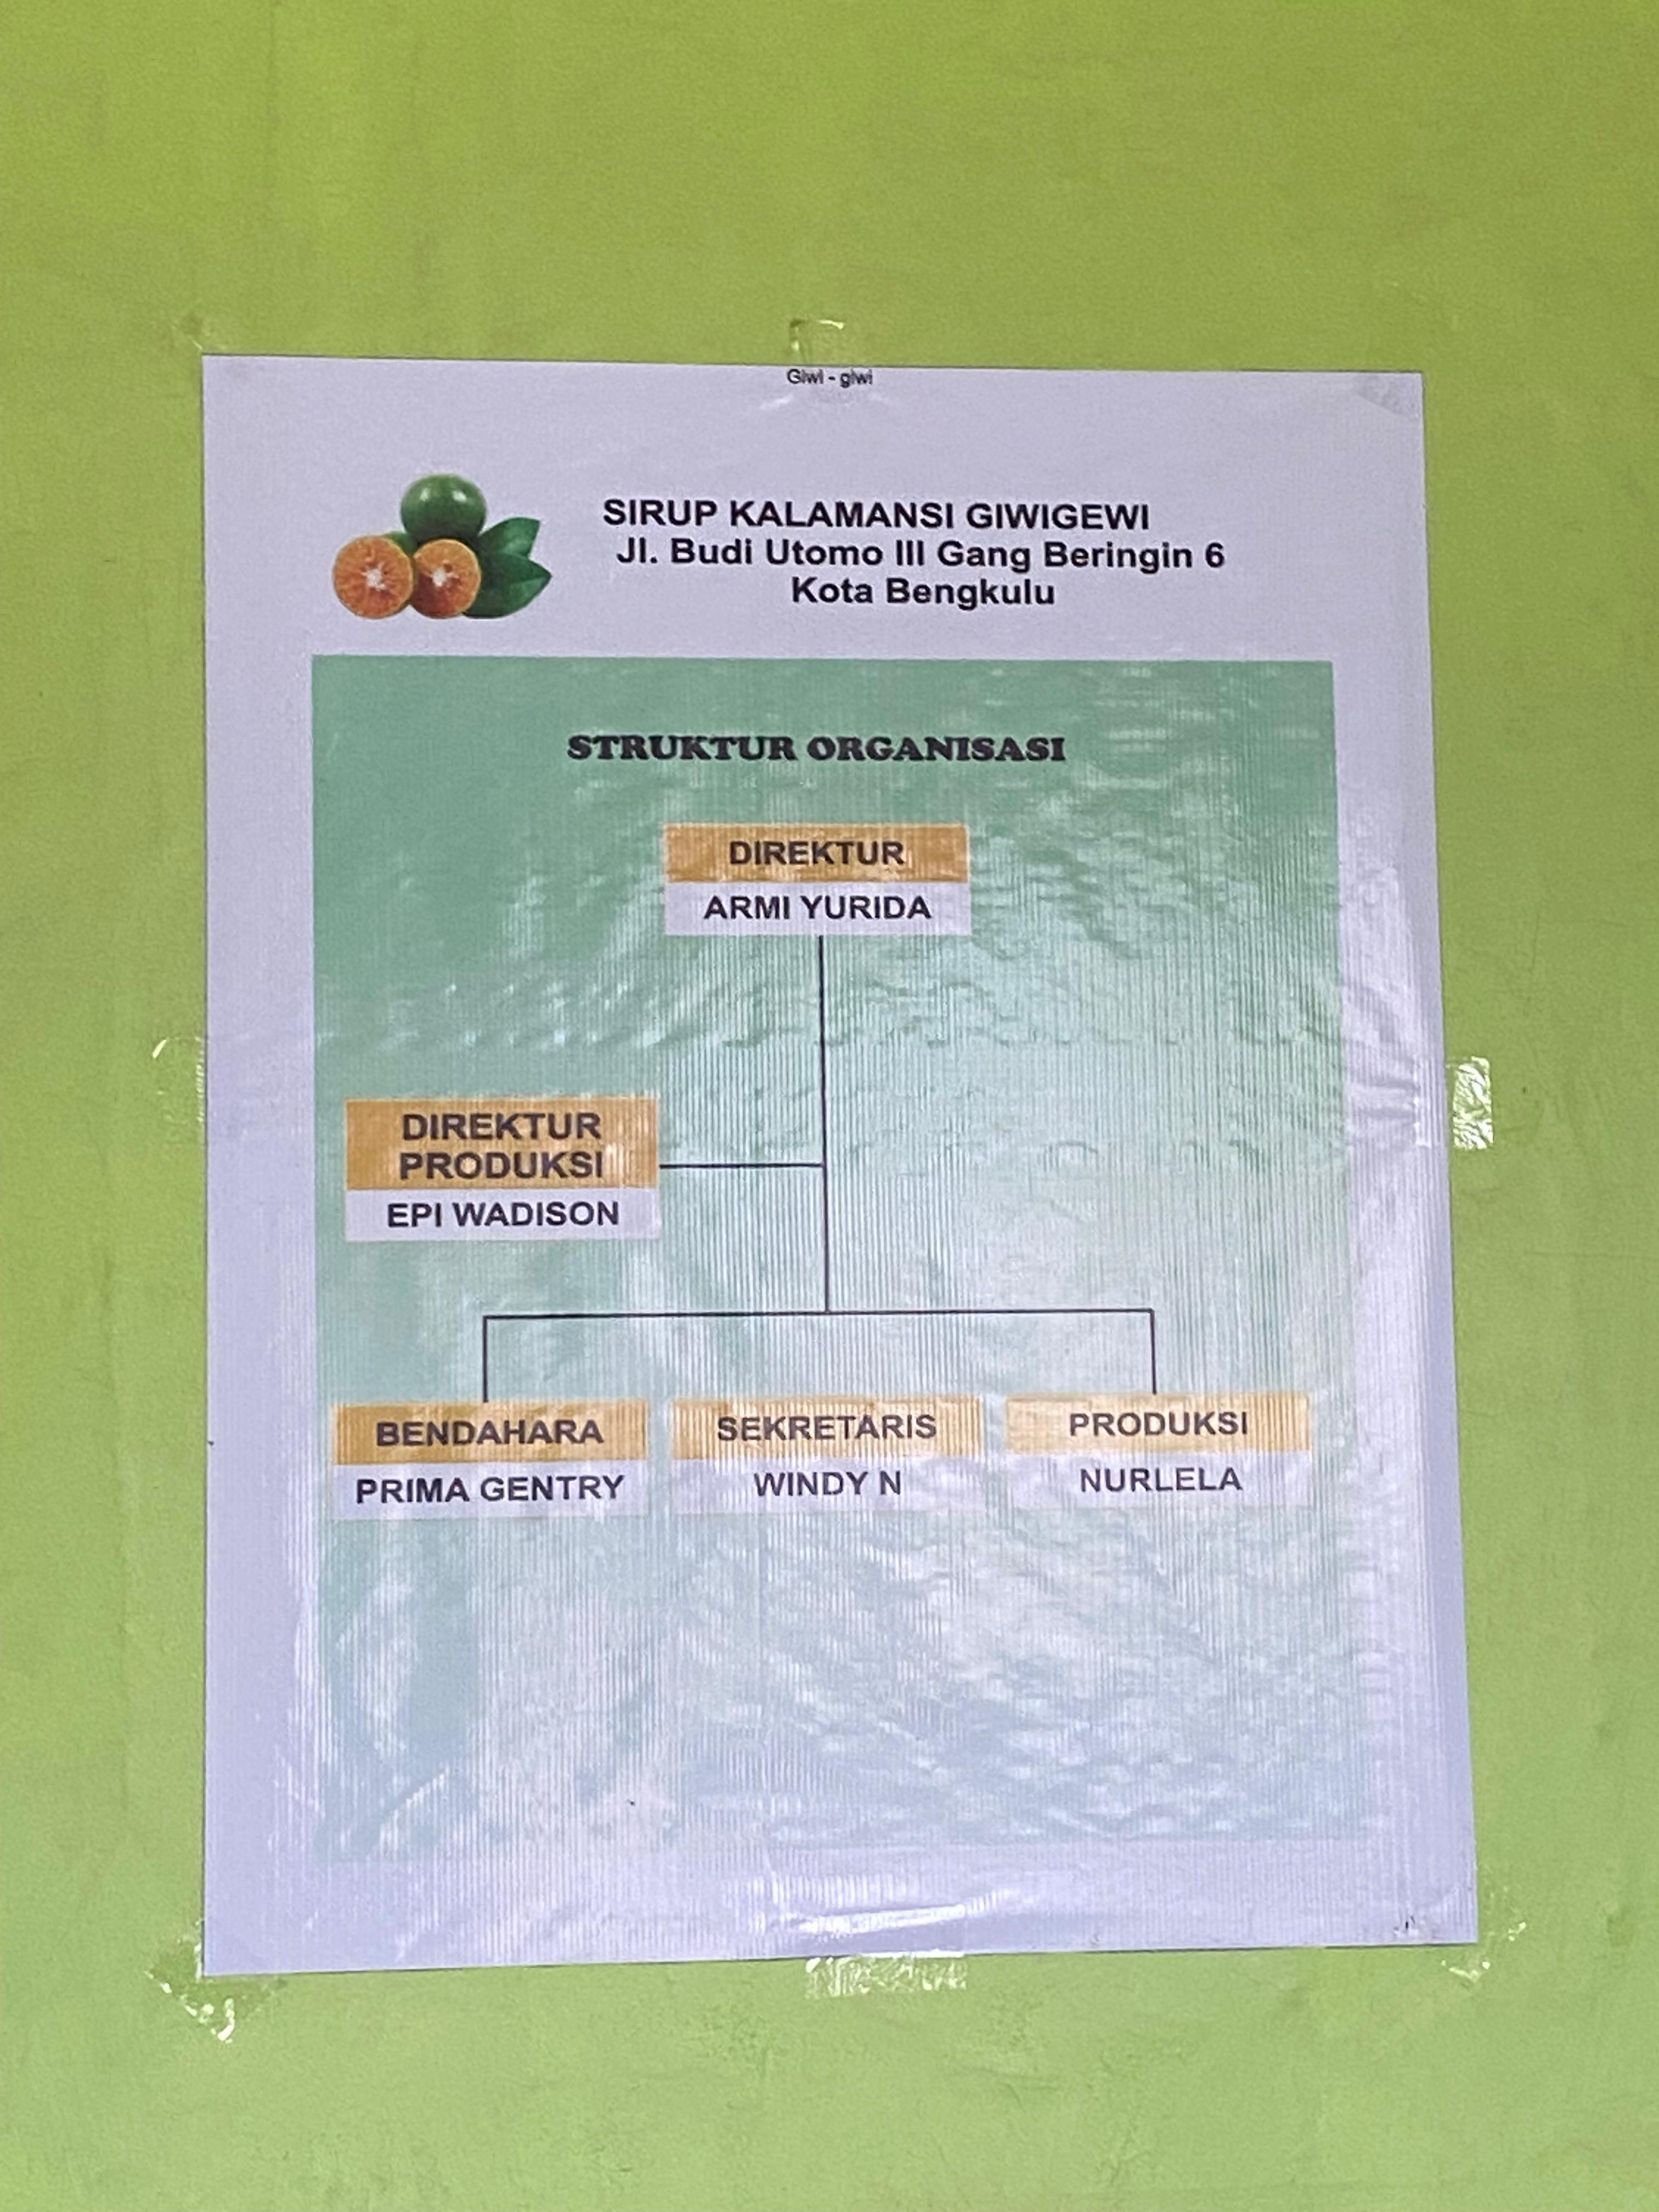 Giwi - giwi
SIRUP KALAMANSI GIWIGEWI
Jl. Budi Utomo III Gang Beringin 6
Kota Bengkulu
STRUKTUR ORGANISASI
DIREKTUR
ARMI YURIDA
DIREKTUR
PRODUKSI
EPI WADISON
BENDAHARA
PRIMA GENTRY
SEKRETARIS
WINDY N
PRODUKSI
NURLELA